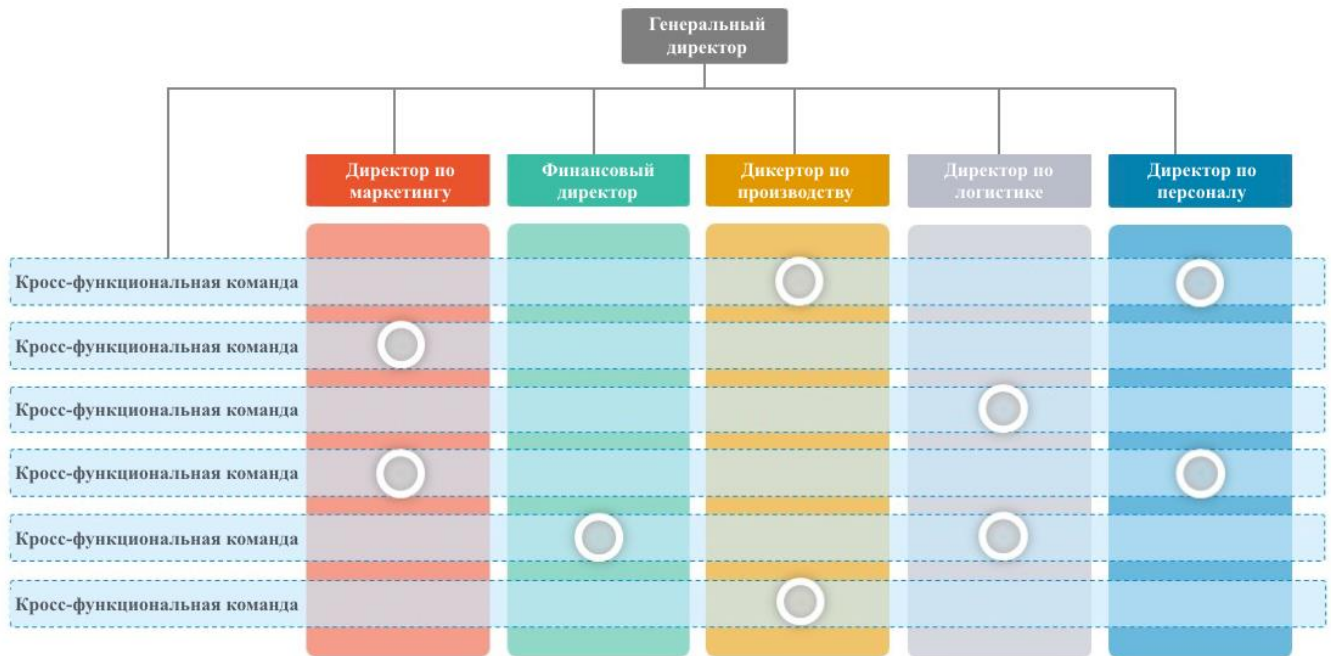 Генеральный
директор
Директор по
маркетингу
Финансовый
директор
Дикертор по
производству
Директор по
логистике
Директор по
персоналу
Кросс-функциональная команда
Кросс-функциональная команда
Кросс-функциональная команда
Кросс-функциональная команда
Кросс-функциональная команда
Кросс-функциональная команда